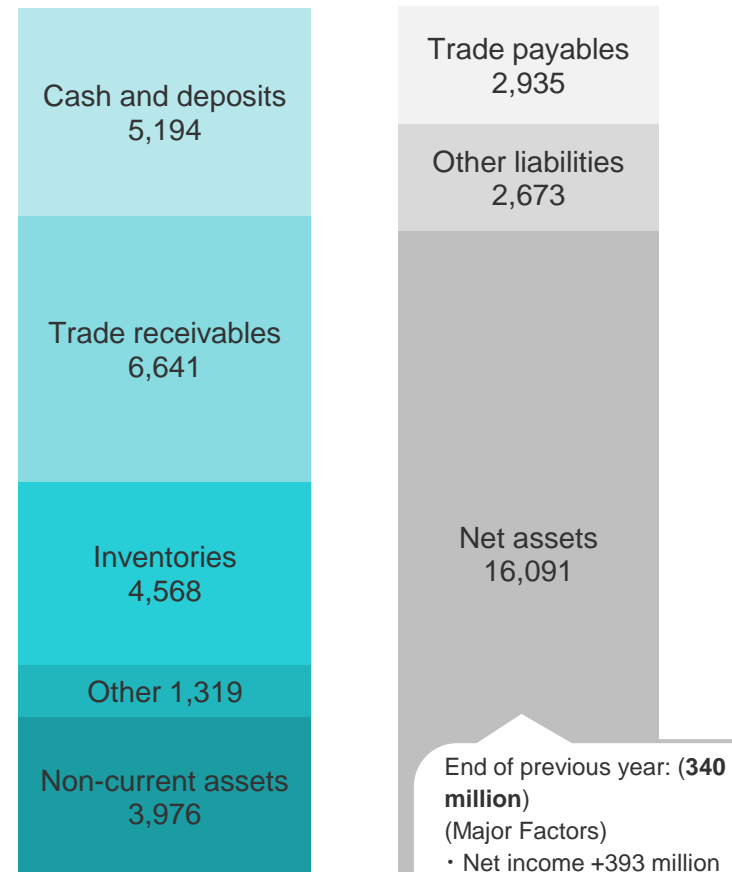 Cash and deposits
5,194
Trade receivables
6,641
Inventories
4,568
Other 1,319
Non-current assets
3,976
Trade payables
2,935
Other liabilities
2,673
Net assets
16,091
End of previous year: (340
million)
(Major Factors)
・Net income +393 million